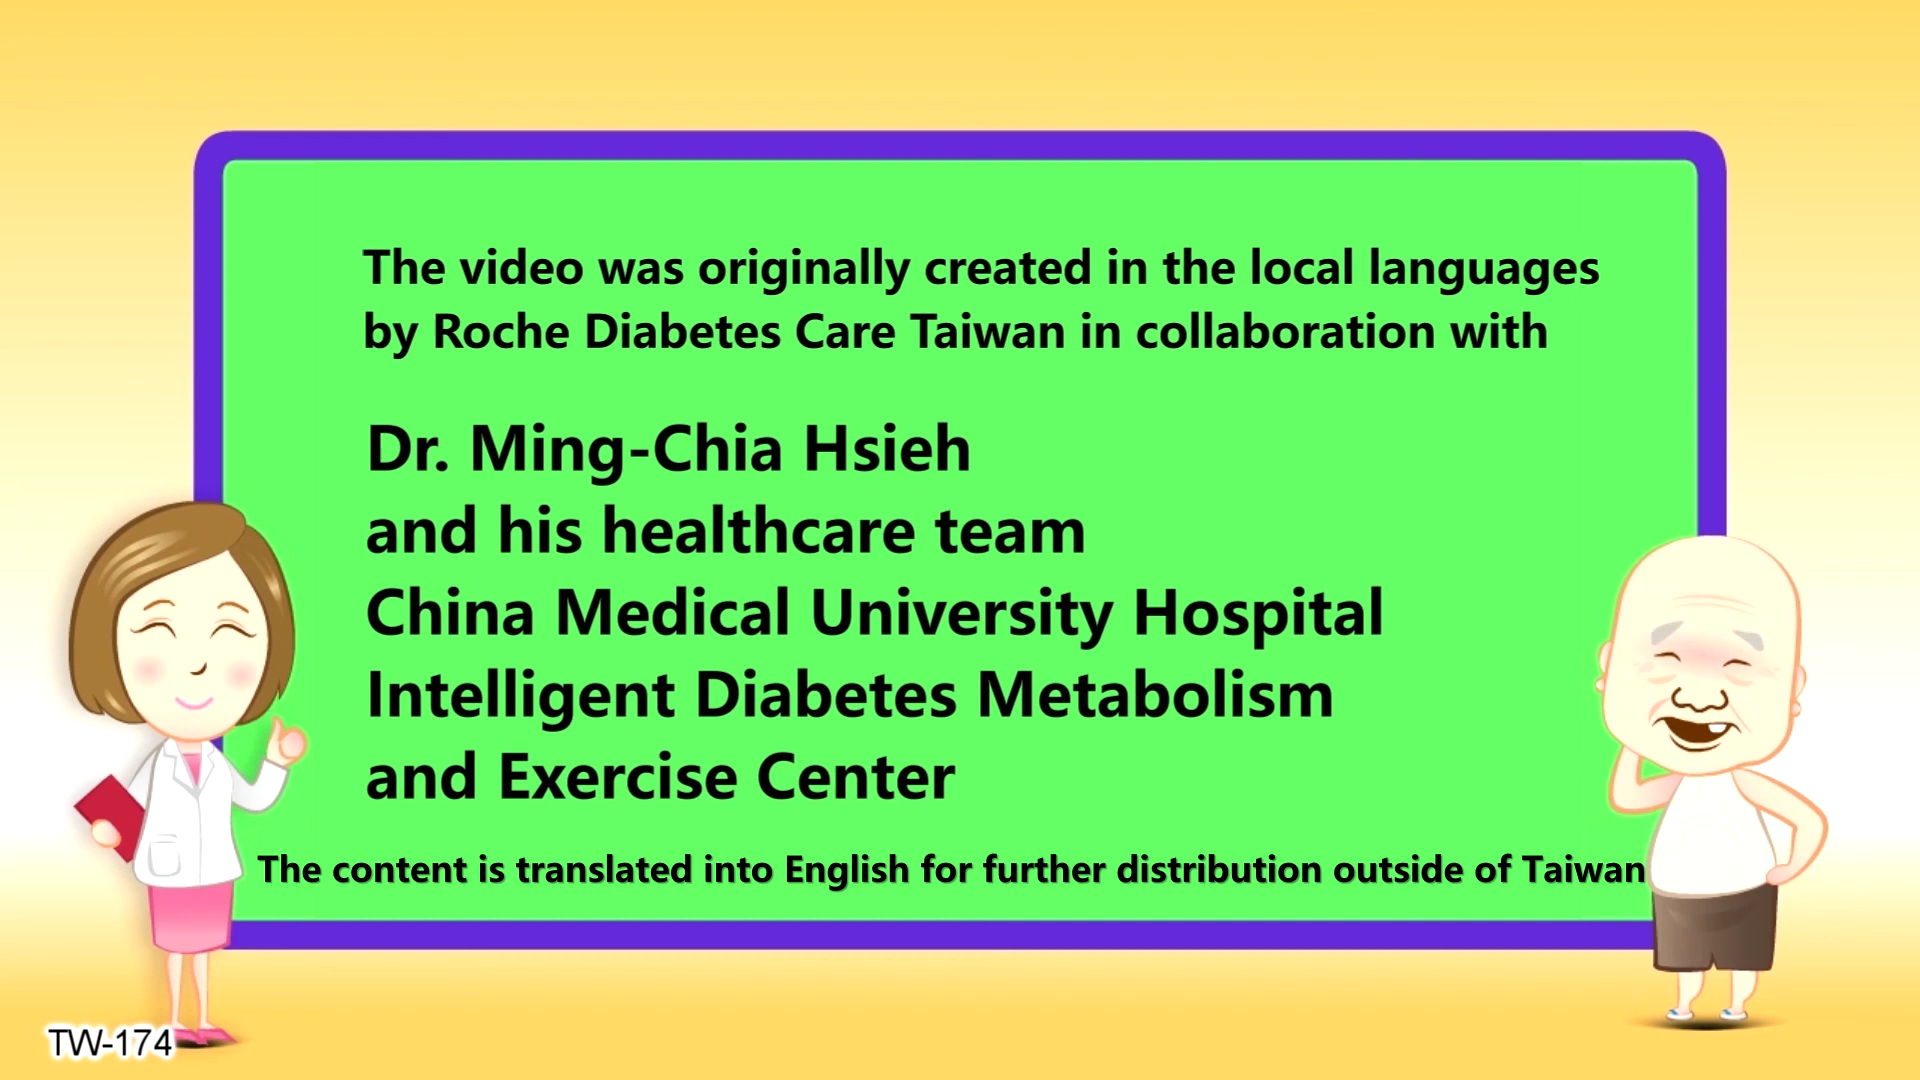 The video was originally created in the local languages
by Roche Diabetes Care Taiwan in collaboration with
Dr. Ming-Chia Hsieh
and his healthcare team
China Medical University Hospital
Intelligent Diabetes Metabolism
and Exercise Center
The content is translated into English for further distribution outside of Taiwan
TW-174